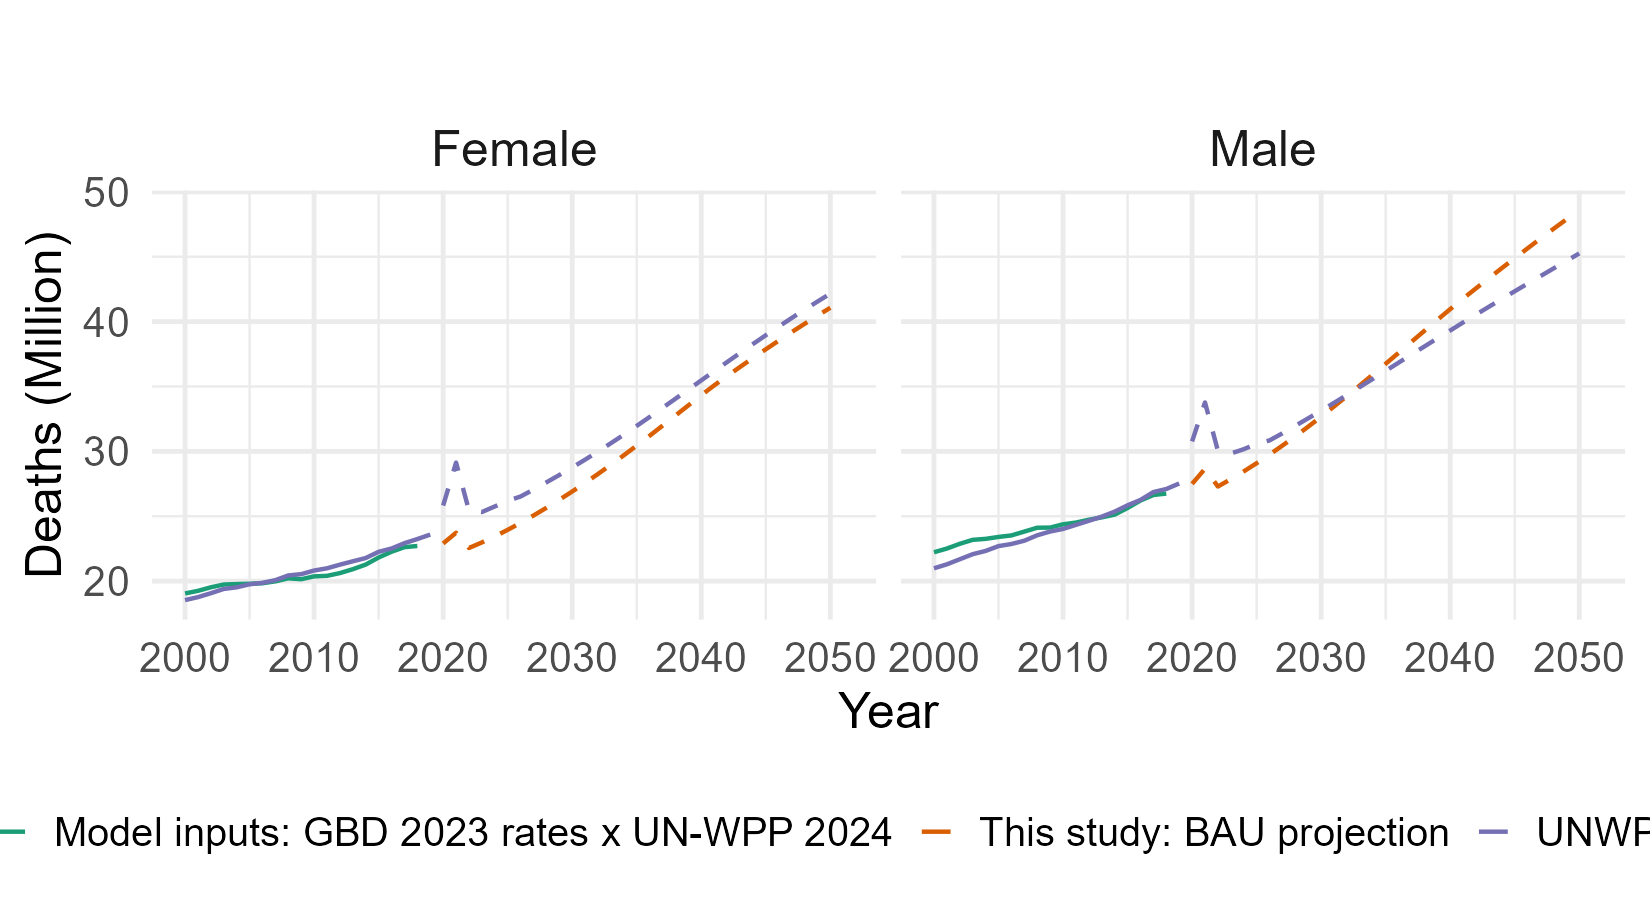 Female Male
50
40
30
20
Deaths (Million)
2000 2010 2020 2030 2040 2050 2000 2010 2020 2030 2040 2050
Year
Model inputs: GBD 2023 rates x UN-WPP 2024 This study: BAU projection UNWP